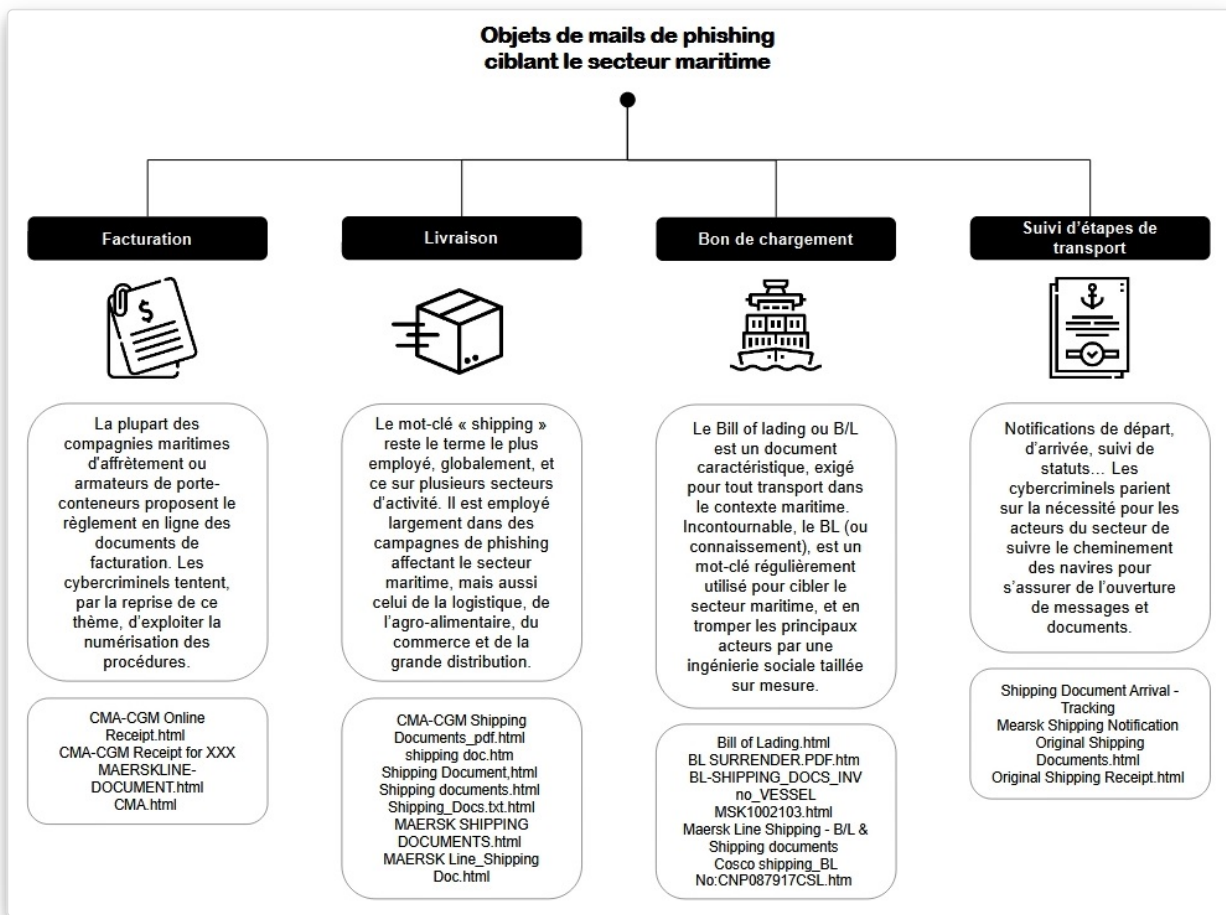 Objets de mails de phishing
ciblant le secteur maritime
Facturation
La plupart des
compagnies maritimes
d'affrètement ou
armateurs de porte-
conteneurs proposent le
règlement en ligne des
documents de
facturation. Les
cybercriminels tentent,
par la reprise de ce
thème, d'exploiter la
numérisation des
procédures.
CMA-CGM Online
Receipt.html
CMA-CGM Receipt for XXX
MAERSKLINE-
DOCUMENT.html
CMA.html
Livraison
Le mot-clé « shipping »
reste le terme le plus
employé, globalement, et
ce sur plusieurs secteurs
d'activité. Il est employé
largement dans des
campagnes de phishing
affectant le secteur
maritime, mais aussi
celui de la logistique, de
l'agro-alimentaire, du
commerce et de la
grande distribution.
CMA-CGM Shipping
Documents_pdf.html
shipping doc.htm
Shipping Document,html
Shipping documents.html
Shipping_Docs.txt.html
MAERSK SHIPPING
DOCUMENTS.html
MAERSK Line_Shipping
Doc.html
Bon de chargement
Le Bill of lading ou B/L
est un document
caractéristique, exigé
pour tout transport dans
le contexte maritime.
Incontournable, le BL (ou
connaissement), est un
mot-clé régulièrement
utilisé pour cibler le
secteur maritime, et en
tromper les principaux
acteurs par une
ingénierie sociale taillée
sur mesure.
Bill of Lading.html
BL SURRENDER.PDF.htm
BL-SHIPPING_DOCS_INV
no_VESSEL
MSK1002103.html
Maersk Line Shipping - B/L &
Shipping documents
Cosco shipping_BL
No:CNP087917CSL.htm
Suivi d'étapes de
transport
$
Notifications de départ,
d'arrivée, suivi de
statuts… Les
cybercriminels parient
sur la nécessité pour les
acteurs du secteur de
suivre le cheminement
des navires pour
s'assurer de l'ouverture
de messages et
documents.
Shipping Document Arrival -
Tracking
Mearsk Shipping Notification
Original Shipping
Documents.html
Original Shipping Receipt.html